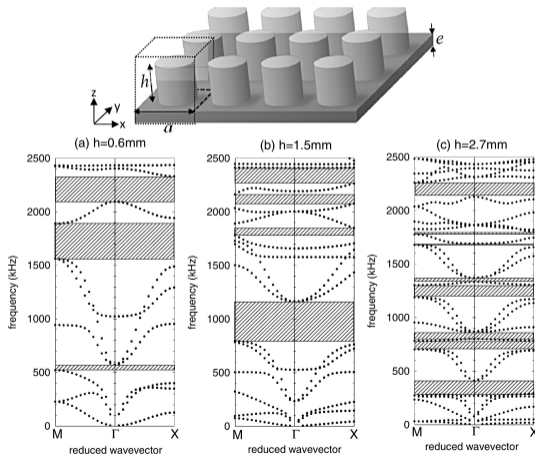 e
h
a
z
y
x
(a) h=0.6mm
(b) h=1.5mm
(c) h=2.7mm
frequency (kHz)
2500
2000
1500
1000
500
0
M
Γ
X
reduced wavevector
frequency (kHz)
2500
2000
1500
1000
500
0
M
Γ
X
reduced wavevector
frequency (kHz)
2500
2000
1500
1000
500
0
M
Γ
X
reduced wavevector